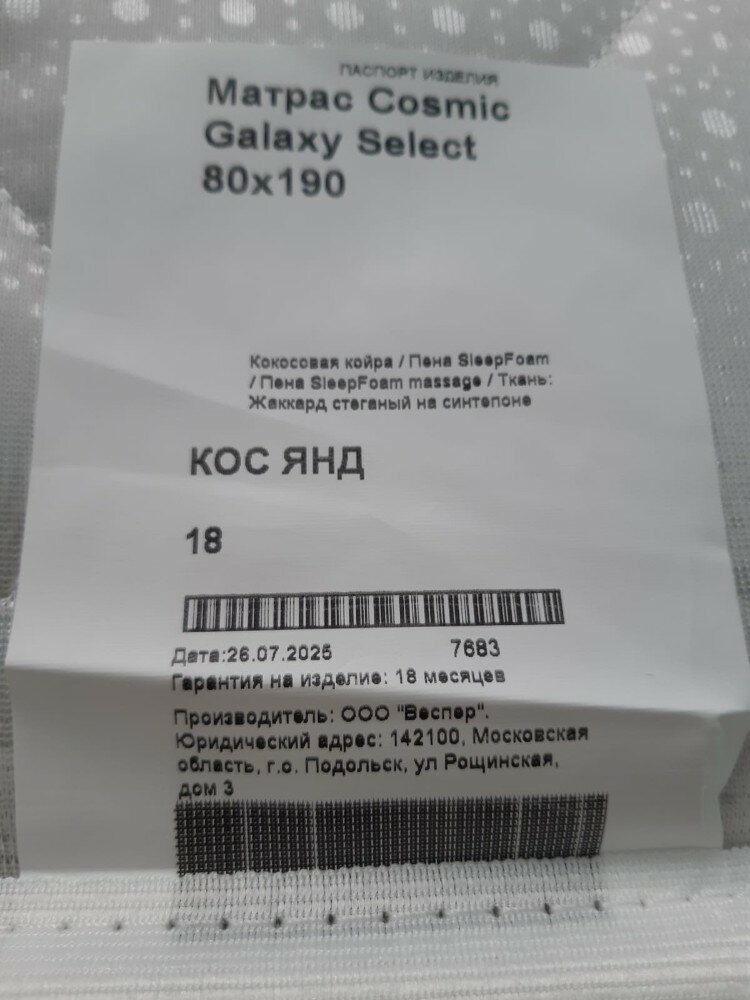 ПАСПОРТ ИЗДЕЛИЯ
Матрас Cosmic
Galaxy Select
80x190
Кокосовая койра / Пена SleepFoam
/ Пена SleepFoam massage / Ткань:
Жаккард стеганый на синтепоне
КОС ЯНД
18
Дата:26.07.2025 7683
Гарантия на изделие: 18 месяцев
Производитель: ООО "Веспер".
Юридический адрес: 142100, Московская
область, г.о. Подольск, ул Рощинская,
дом 3